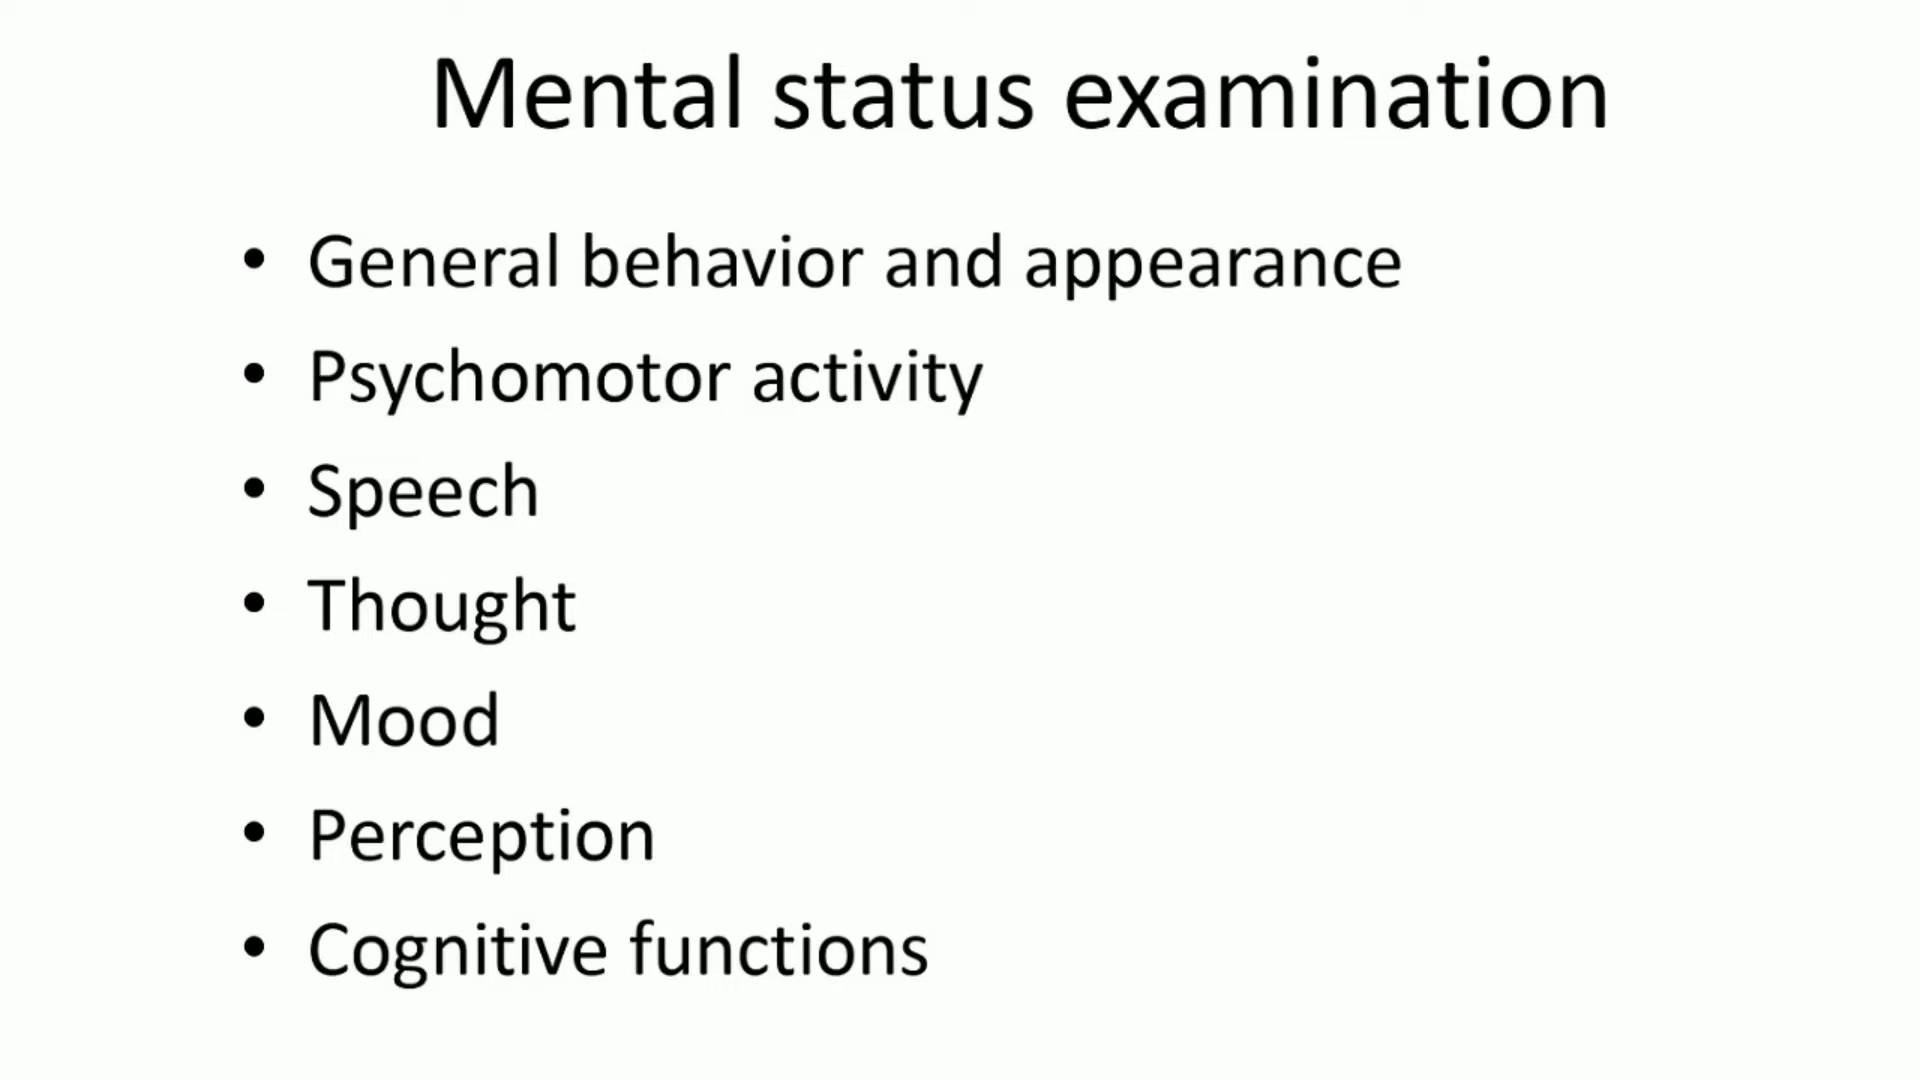 Mental status examination
• General behavior and appearance
• Psychomotor activity
• Speech
• Thought
• Mood
• Perception
• Cognitive functions